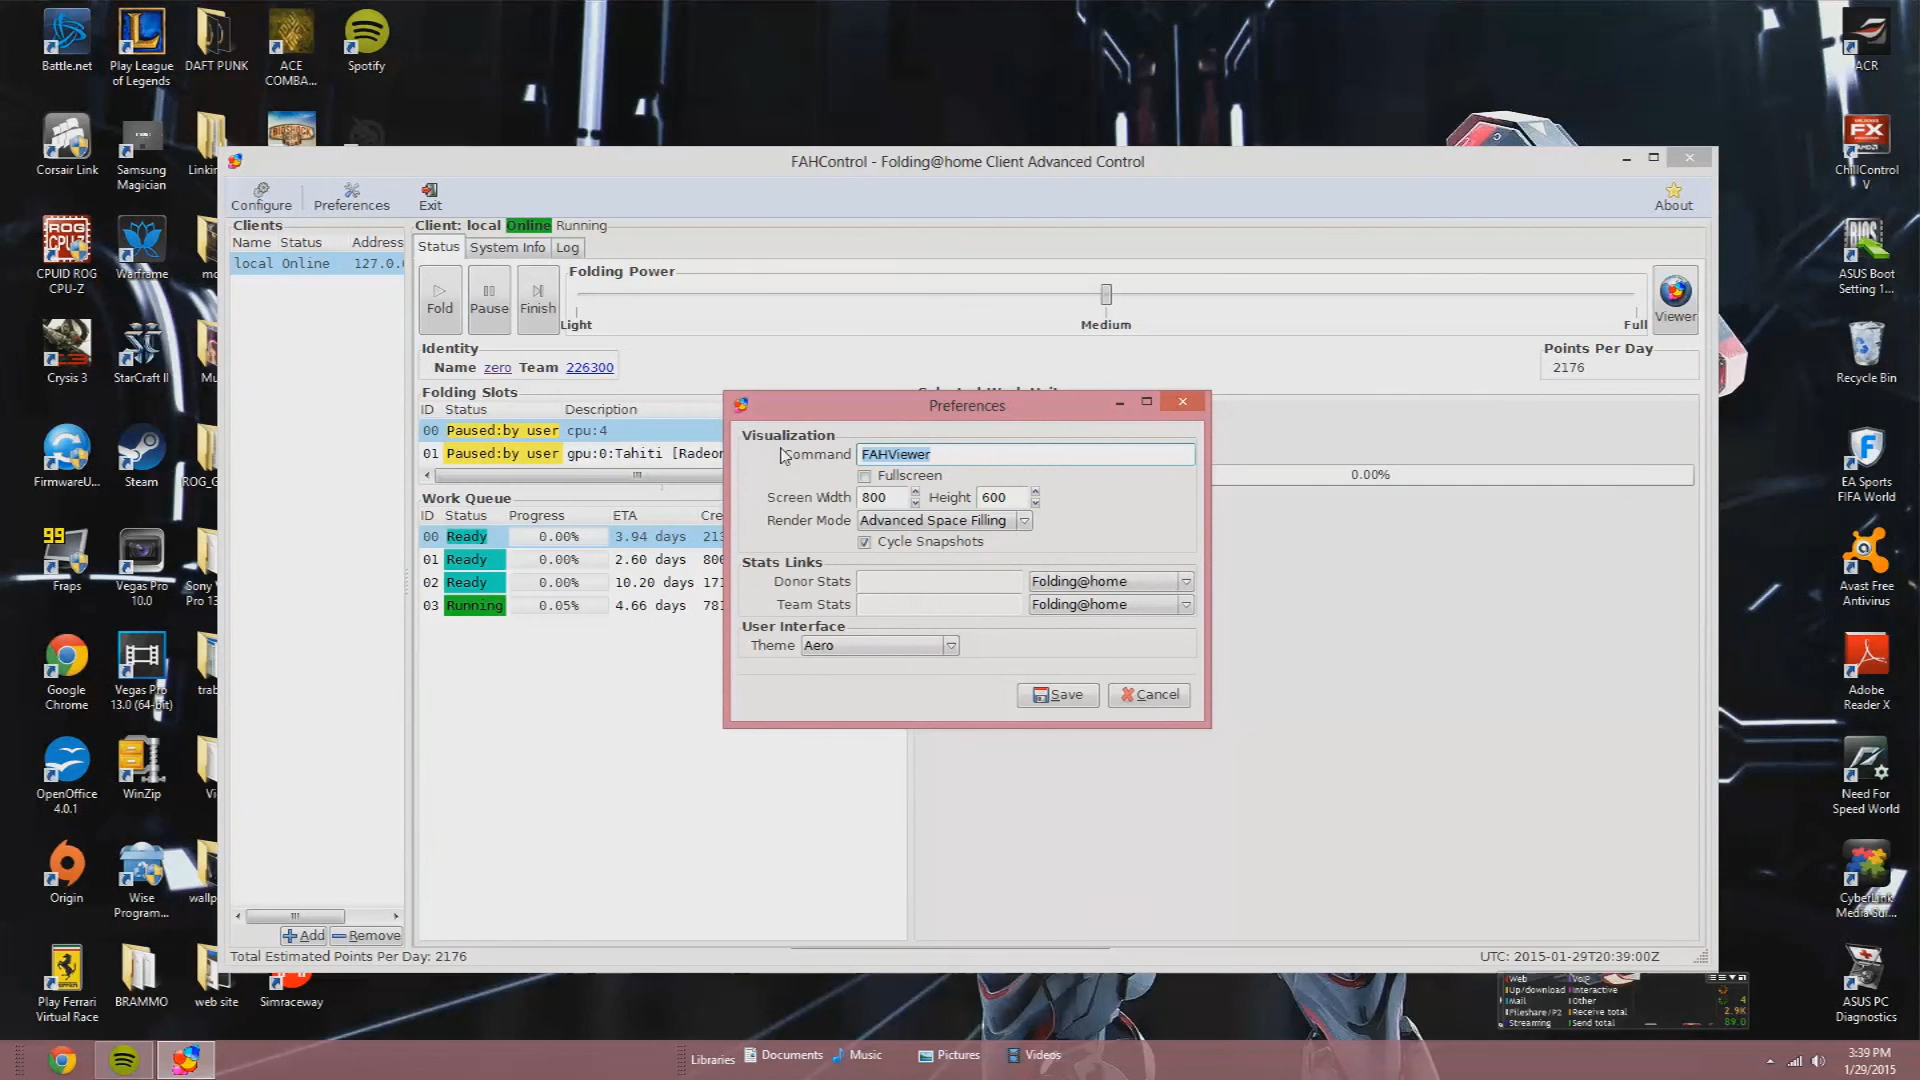 Battle.net
Play League of Legends
DAFT PUNK
ACE COMBA...
Spotify
ACR
Corsair Link
Samsung Magician
ChillControl V
CPUID ROG CPU-Z
Warframe
ASUS Boot Setting 1...
Crysis 3
StarCraft II
Recycle Bin
FirmwareU...
Steam
ROG_G
EA Sports FIFA World
Fraps
Vegas Pro 10.0
Sony Pro 13
Avast Free Antivirus
Google Chrome
Vegas Pro 13.0 (64-bit)
trab
Adobe Reader X
OpenOffice 4.0.1
WinZip
Need For Speed World
Origin
Wise Program...
wallp
CyberLink Media Sui...
Play Ferrari Virtual Race
BRAMMO
web site
Simraceway
ASUS PC Diagnostics
FAHControl - Folding@home Client Advanced Control
Configure Preferences Exit About
Clients
Name Status Address
local Online 127.0.
Client: local Online Running
Status System Info Log
Fold Pause Finish
Folding Power
Light Medium Full
Viewer
Identity
Name zero Team 226300
Points Per Day
2176
Folding Slots
ID Status Description
00 Paused:by user cpu:4
01 Paused:by user gpu:0:Tahiti [Radeon
0.00%
Work Queue
ID Status Progress ETA Cre
00 Ready 0.00% 3.94 days 213
01 Ready 0.00% 2.60 days 800
02 Ready 0.00% 10.20 days 171
03 Running 0.05% 4.66 days 781
Preferences
Visualization
Command FAHViewer
Fullscreen
Screen Width 800 Height 600
Render Mode Advanced Space Filling
Cycle Snapshots
Stats Links
Donor Stats Folding@home
Team Stats Folding@home
User Interface
Theme Aero
Save Cancel
Add Remove
Total Estimated Points Per Day: 2176
UTC: 2015-01-29T20:39:00Z
Web VoIP
Up/download Interactive
Mail Other 4
Fileshare/P2 Receive total 2.9K
Streaming Send total 89.0
Libraries Documents Music Pictures Videos
3:39 PM
1/29/2015